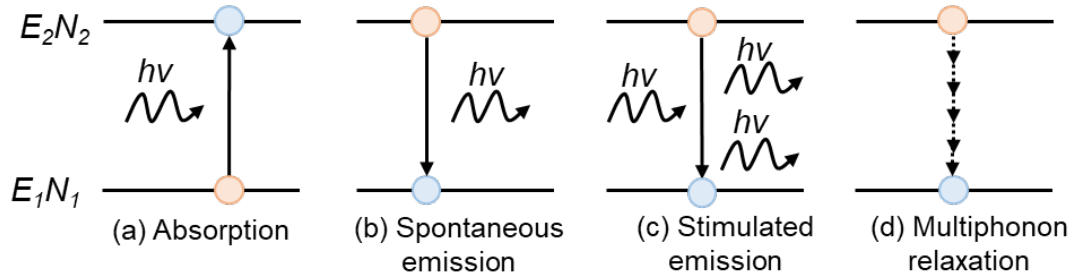 E₂N₂
hv
hv
hv
hv
hv
E₁N₁
(a) Absorption
(b) Spontaneous
emission
(c) Stimulated
emission
(d) Multiphonon
relaxation